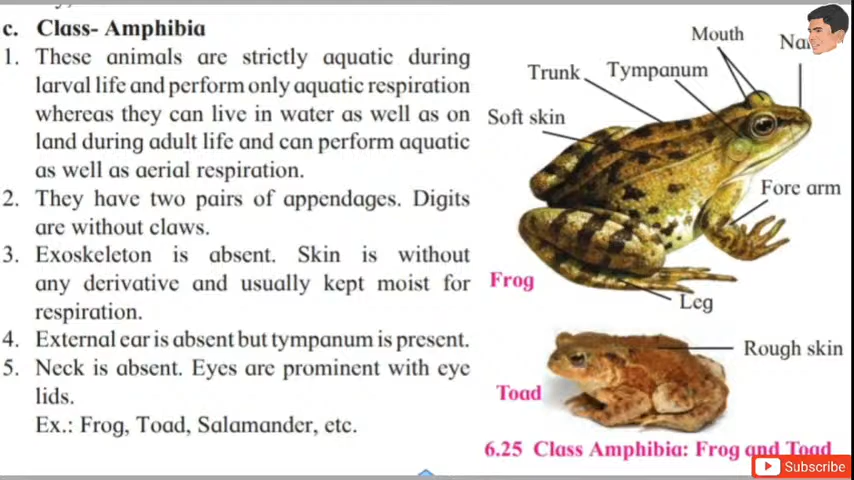 c. Class- Amphibia
1. These animals are strictly aquatic during
larval life and perform only aquatic respiration
whereas they can live in water as well as on
land during adult life and can perform aquatic
as well as aerial respiration.
2. They have two pairs of appendages. Digits
are without claws.
3. Exoskeleton is absent. Skin is without
any derivative and usually kept moist for
respiration.
4. External ear is absent but tympanum is present.
5. Neck is absent. Eyes are prominent with eye
lids.
Ex.: Frog, Toad, Salamander, etc.
Mouth
Trunk
Tympanum
Soft skin
Fore arm
Frog
Leg
Rough skin
Toad
6.25 Class Amphibia: Frog and Toad
Subscribe